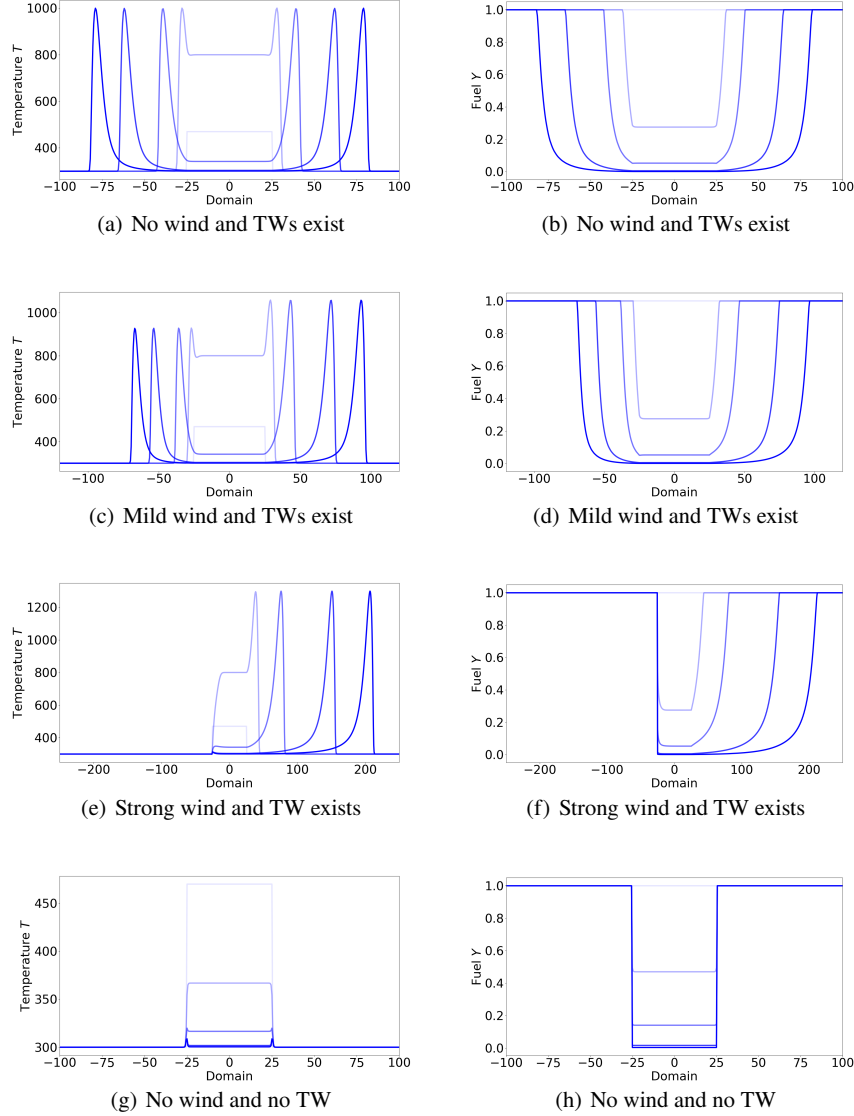 Temperature T
1000
800
600
400
−100 −75 −50 −25 0 25 50 75 100
Domain
(a) No wind and TWs exist
Fuel Y
1.0
0.8
0.6
0.4
0.2
0.0
−100 −75 −50 −25 0 25 50 75 100
Domain
(b) No wind and TWs exist
Temperature T
1000
800
600
400
−100 −50 0 50 100
Domain
(c) Mild wind and TWs exist
Fuel Y
1.0
0.8
0.6
0.4
0.2
0.0
−100 −50 0 50 100
Domain
(d) Mild wind and TWs exist
Temperature T
1200
1000
800
600
400
−200 −100 0 100 200
Domain
(e) Strong wind and TW exists
Fuel Y
1.0
0.8
0.6
0.4
0.2
0.0
−200 −100 0 100 200
Domain
(f) Strong wind and TW exists
Temperature T
450
400
350
300
−100 −75 −50 −25 0 25 50 75 100
Domain
(g) No wind and no TW
Fuel Y
1.0
0.8
0.6
0.4
0.2
0.0
−100 −75 −50 −25 0 25 50 75 100
Domain
(h) No wind and no TW